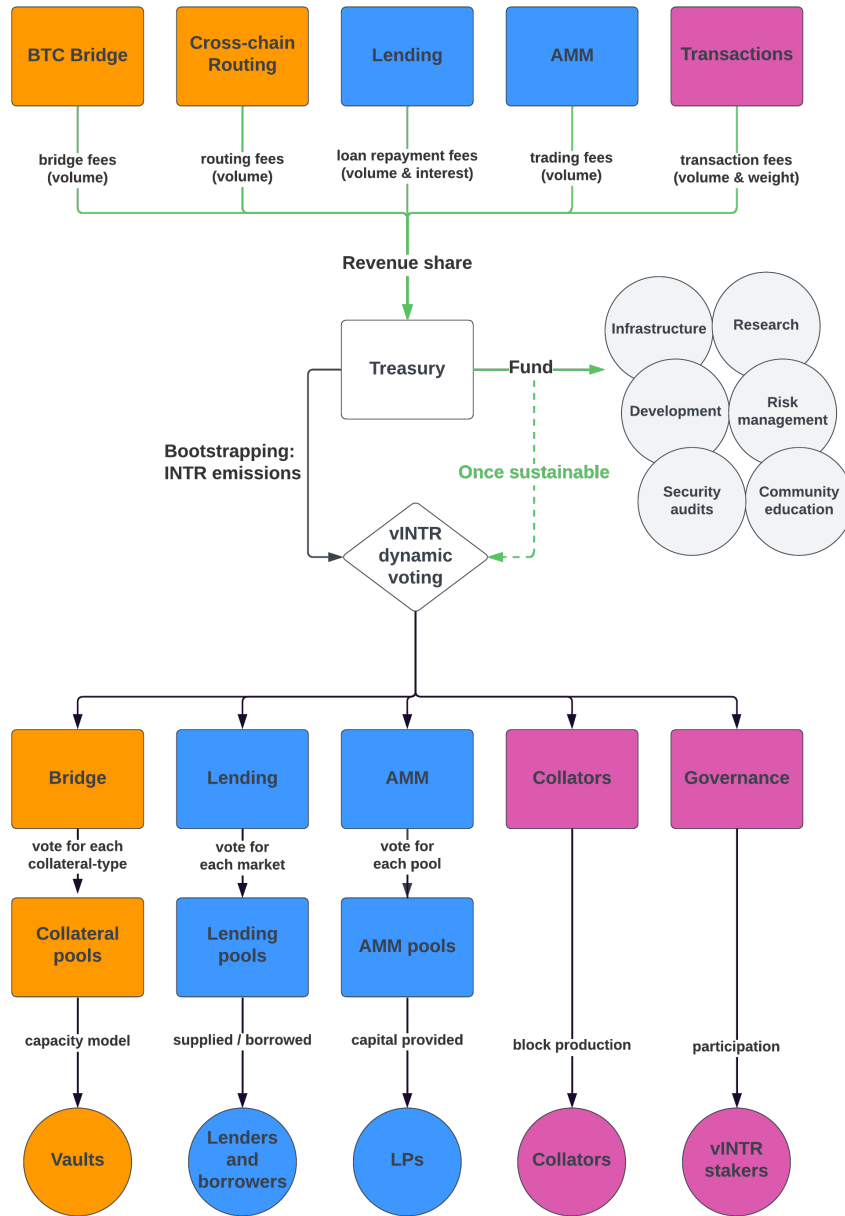 BTC Bridge
Cross-chain
Routing
Lending
AMM
Transactions
bridge fees
(volume)
routing fees
(volume)
loan repayment fees
(volume & interest)
trading fees
(volume)
transaction fees
(volume & weight)
Revenue share
Treasury
Fund
Infrastructure
Research
Development
Risk
management
Security
audits
Community
education
Bootstrapping:
INTR emissions
Once sustainable
vINTR
dynamic
voting
Bridge
Lending
AMM
Collators
Governance
vote for each
collateral-type
vote for
each market
vote for
each pool
Collateral
pools
Lending
pools
AMM pools
capacity model
supplied / borrowed
capital provided
block production
participation
Vaults
Lenders
and
borrowers
LPs
Collators
vINTR
stakers